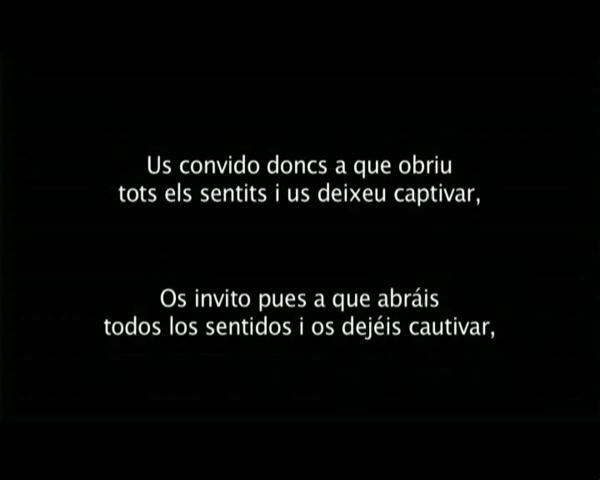 Us convido doncs a que obriu
tots els sentits i us deixeu captivar,
Os invito pues a que abráis
todos los sentidos i os dejéis cautivar,